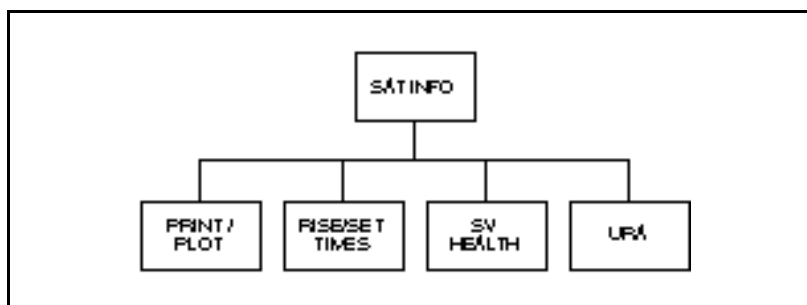 SAT INFO
PRINT /
PLOT
RISE/SET
TIMES
SV
HEALTH
URA